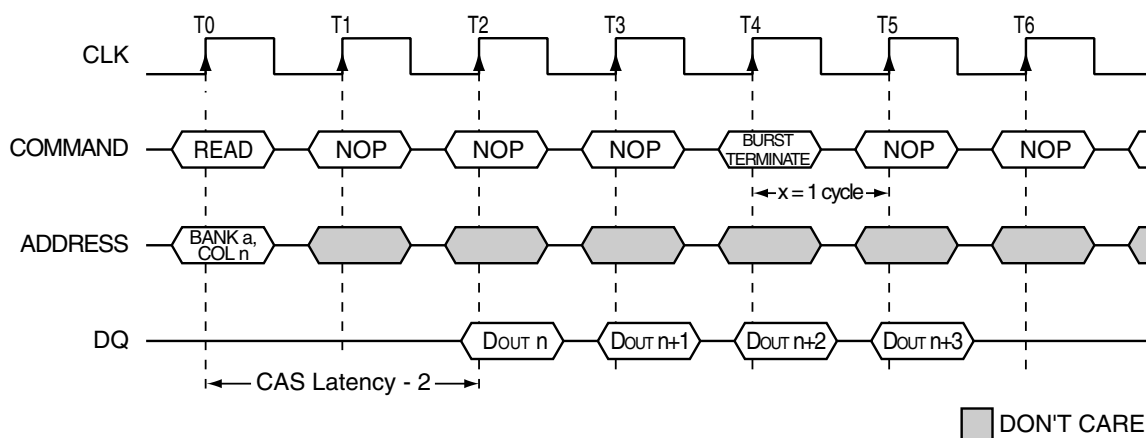 T0 T1 T2 T3 T4 T5 T6
CLK
COMMAND READ NOP NOP NOP BURST TERMINATE NOP NOP
x = 1 cycle
ADDRESS BANK a, COL n
DQ DOUT n DOUT n+1 DOUT n+2 DOUT n+3
CAS Latency - 2
DON'T CARE